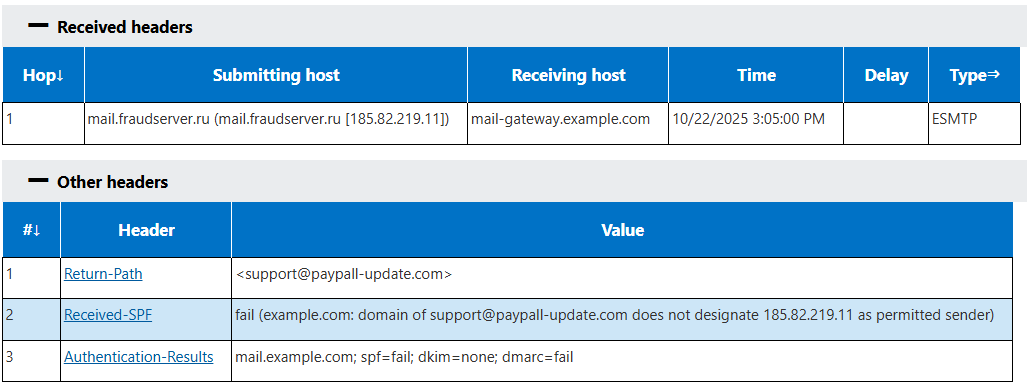 — Received headers
Hop↓ Submitting host Receiving host Time Delay Type⇒
1 mail.fraudserver.ru (mail.fraudserver.ru [185.82.219.11]) mail-gateway.example.com 10/22/2025 3:05:00 PM ESMTP
— Other headers
#↓ Header Value
1 Return-Path <support@paypall-update.com>
2 Received-SPF fail (example.com: domain of support@paypall-update.com does not designate 185.82.219.11 as permitted sender)
3 Authentication-Results mail.example.com; spf=fail; dkim=none; dmarc=fail